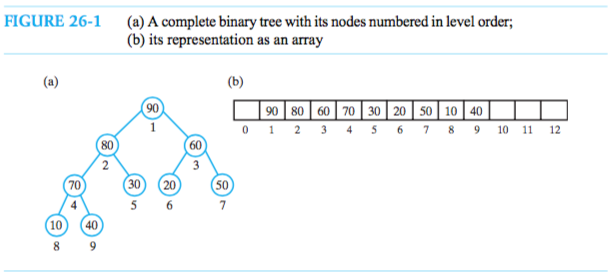 FIGURE 26-1 (a) A complete binary tree with its nodes numbered in level order;
(b) its representation as an array
(a)
90
1
80 60
2 3
70 30 20 50
4 5 6 7
10 40
8 9
(b)
90 80 60 70 30 20 50 10 40
0 1 2 3 4 5 6 7 8 9 10 11 12